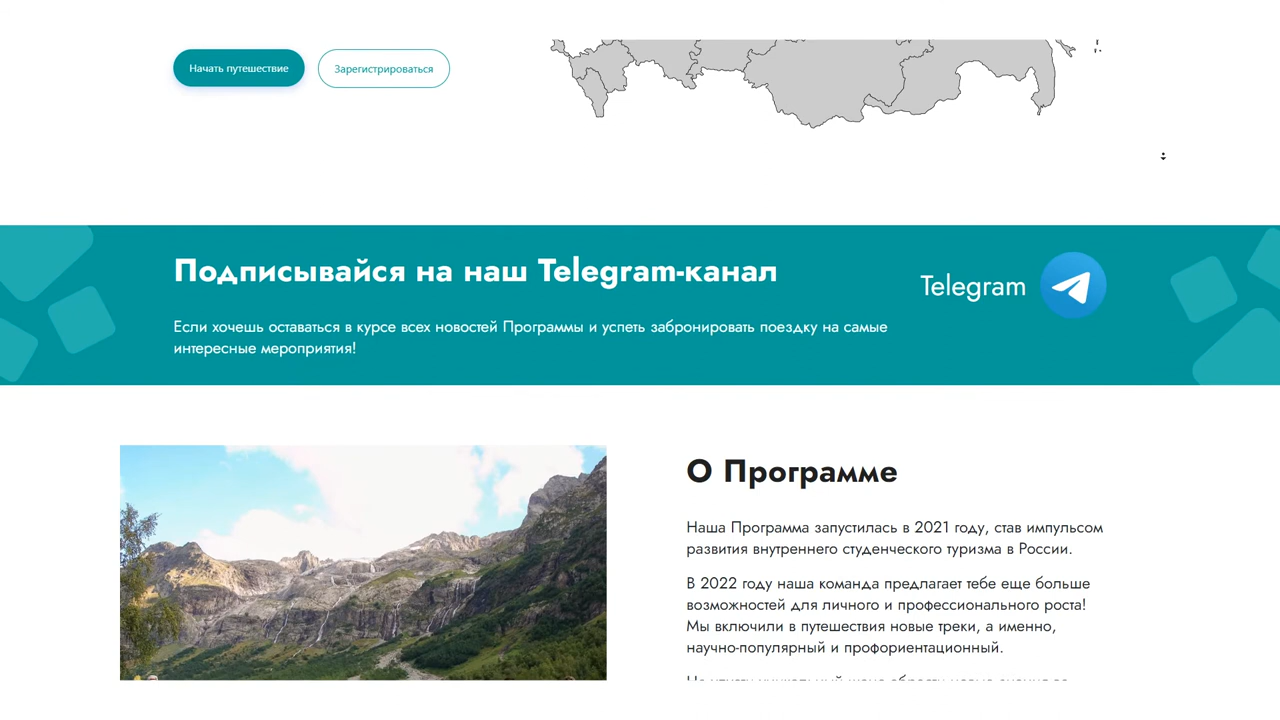 Начать путешествие
Зарегистрироваться
Подписывайся на наш Telegram-канал
Telegram
Если хочешь оставаться в курсе всех новостей Программы и успеть забронировать поездку на самые
интересные мероприятия!
О Программе
Наша Программа запустилась в 2021 году, став импульсом
развития внутреннего студенческого туризма в России.
В 2022 году наша команда предлагает тебе еще больше
возможностей для личного и профессионального роста!
Мы включили в путешествия новые треки, а именно,
научно-популярный и профориентационный.